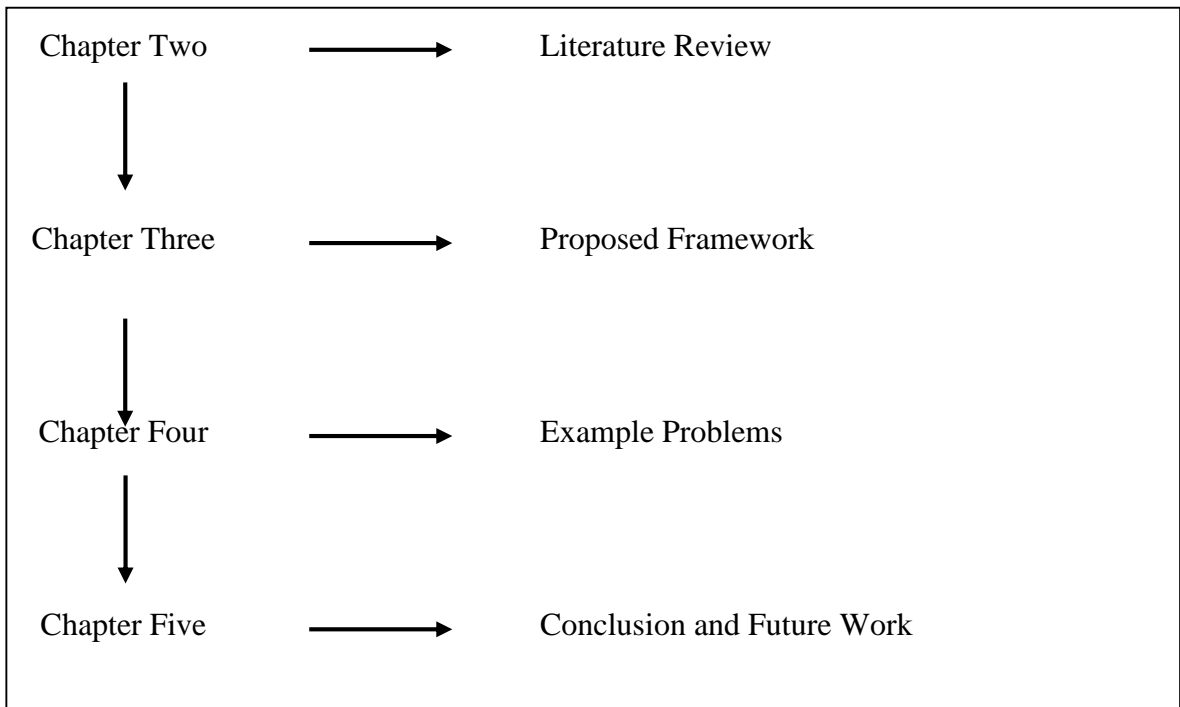 Chapter Two Literature Review
Chapter Three Proposed Framework
Chapter Four Example Problems
Chapter Five Conclusion and Future Work